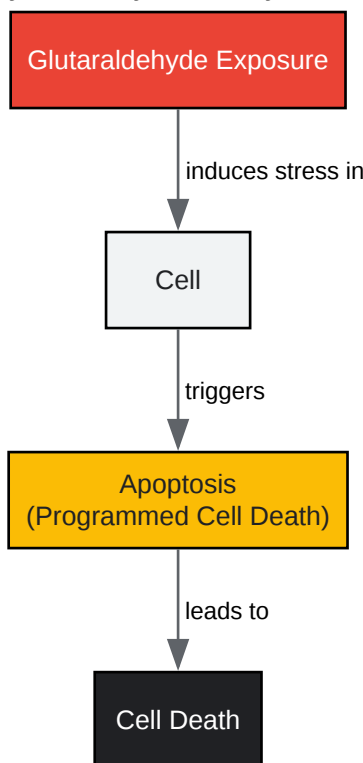 Glutaraldehyde Exposure
induces stress in
Cell
triggers
Apoptosis
(Programmed Cell Death)
leads to
Cell Death